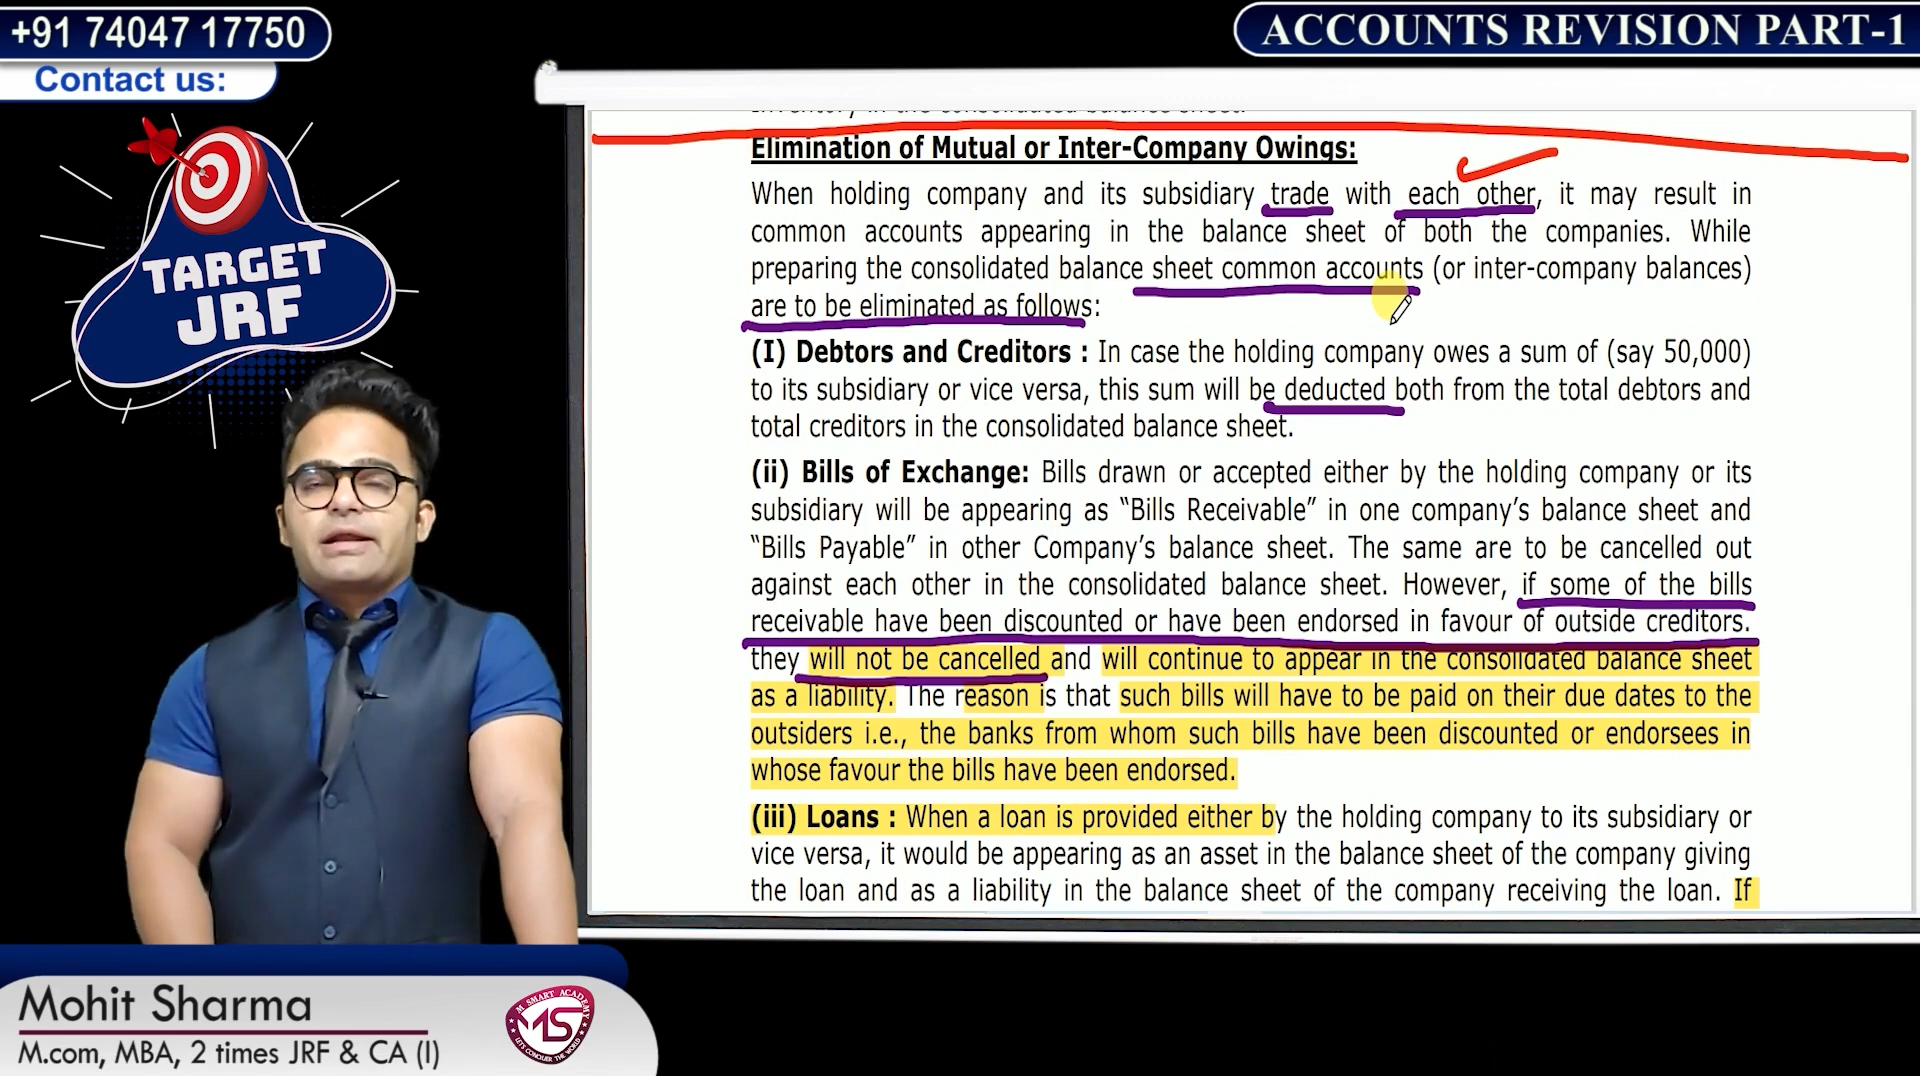 +91 74047 17750
Contact us:
ACCOUNTS REVISION PART-1
TARGET
JRF
inventory in the consolidated balance sheet.
Elimination of Mutual or Inter-Company Owings:
When holding company and its subsidiary trade with each other, it may result in
common accounts appearing in the balance sheet of both the companies. While
preparing the consolidated balance sheet common accounts (or inter-company balances)
are to be eliminated as follows:
(I) Debtors and Creditors : In case the holding company owes a sum of (say 50,000)
to its subsidiary or vice versa, this sum will be deducted both from the total debtors and
total creditors in the consolidated balance sheet.
(ii) Bills of Exchange: Bills drawn or accepted either by the holding company or its
subsidiary will be appearing as “Bills Receivable” in one company’s balance sheet and
“Bills Payable” in other Company’s balance sheet. The same are to be cancelled out
against each other in the consolidated balance sheet. However, if some of the bills
receivable have been discounted or have been endorsed in favour of outside creditors.
they will not be cancelled and will continue to appear in the consolidated balance sheet
as a liability. The reason is that such bills will have to be paid on their due dates to the
outsiders i.e., the banks from whom such bills have been discounted or endorsees in
whose favour the bills have been endorsed.
(iii) Loans : When a loan is provided either by the holding company to its subsidiary or
vice versa, it would be appearing as an asset in the balance sheet of the company giving
the loan and as a liability in the balance sheet of the company receiving the loan. If
Mohit Sharma
M.com, MBA, 2 times JRF & CA (I)
M SMART ACADEMY
MS
LET'S CONQUER THE WORLD